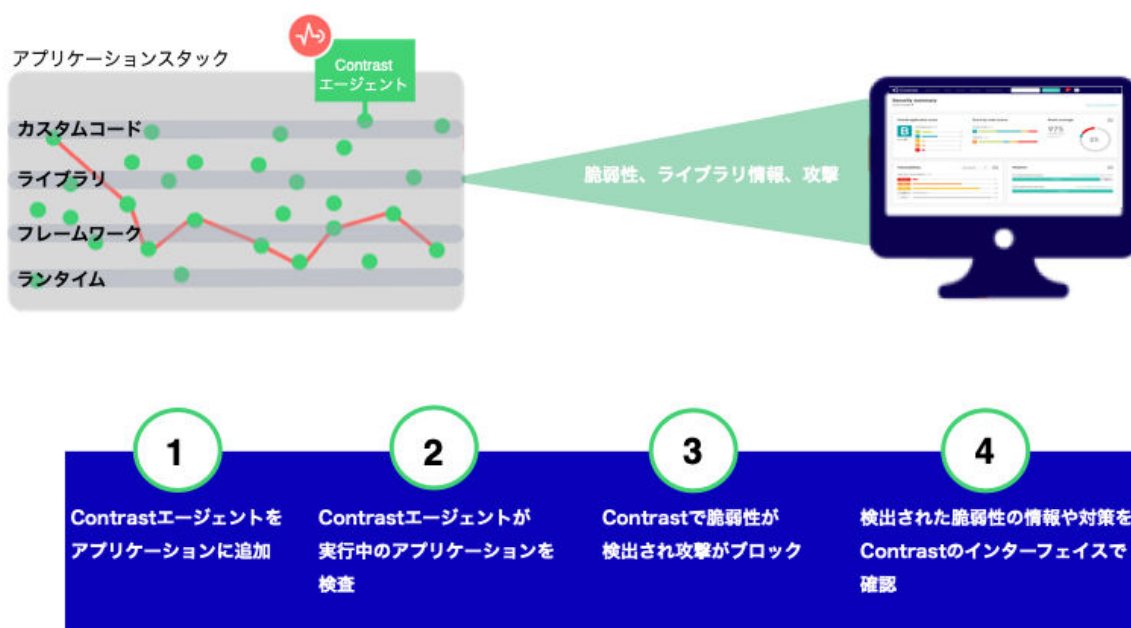 アプリケーションスタック
Contrast
エージェント
カスタムコード
ライブラリ
フレームワーク
ランタイム
脆弱性、ライブラリ情報、攻撃
Security summary
B
97%
1
2
3
4
Contrastエージェントを
アプリケーションに追加
Contrastエージェントが
実行中のアプリケーションを
検査
Contrastで脆弱性が
検出され攻撃がブロック
検出された脆弱性の情報や対策を
Contrastのインターフェイスで
確認